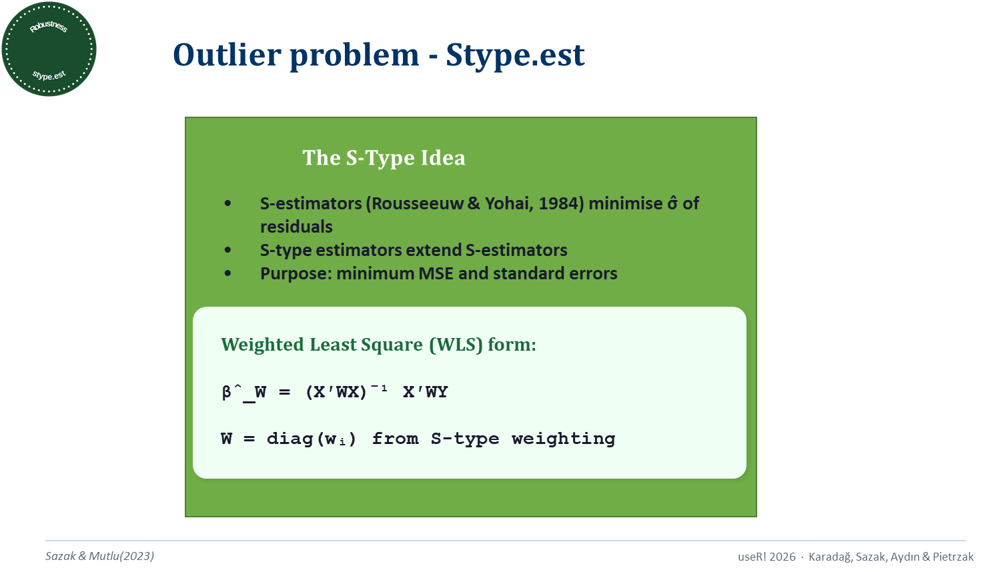 Robustness
stype.est
Outlier problem - Stype.est
The S-Type Idea
• S-estimators (Rousseeuw & Yohai, 1984) minimise σ̂ of
residuals
• S-type estimators extend S-estimators
• Purpose: minimum MSE and standard errors
Weighted Least Square (WLS) form:
βˆ_W = (X′WX)⁻¹ X′WY
W = diag(wᵢ) from S-type weighting
Sazak & Mutlu(2023)
useR! 2026 · Karadağ, Sazak, Aydın & Pietrzak